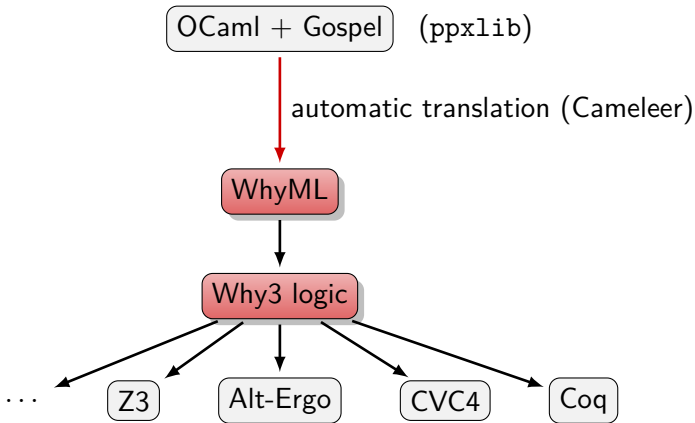 OCaml + Gospel (ppxlib)
automatic translation (Cameleer)
WhyML
Why3 logic
... Z3 Alt-Ergo CVC4 Coq